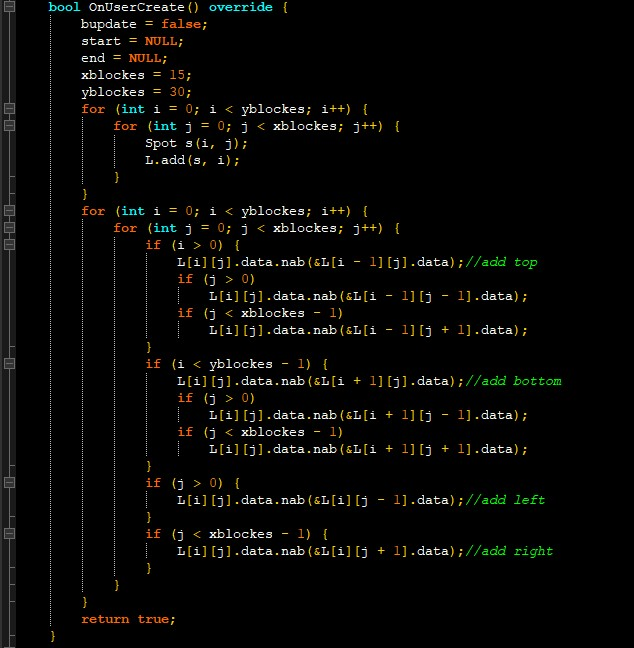 bool OnUserCreate() override {
    bupdate = false;
    start = NULL;
    end = NULL;
    xblockes = 15;
    yblockes = 30;
    for (int i = 0; i < yblockes; i++) {
        for (int j = 0; j < xblockes; j++) {
            Spot s(i, j);
            L.add(s, i);
        }
    }
    for (int i = 0; i < yblockes; i++) {
        for (int j = 0; j < xblockes; j++) {
            if (i > 0) {
                L[i][j].data.nab(&L[i - 1][j].data);//add top
                if (j > 0)
                    L[i][j].data.nab(&L[i - 1][j - 1].data);
                if (j < xblockes - 1)
                    L[i][j].data.nab(&L[i - 1][j + 1].data);
            }
            if (i < yblockes - 1) {
                L[i][j].data.nab(&L[i + 1][j].data);//add bottom
                if (j > 0)
                    L[i][j].data.nab(&L[i + 1][j - 1].data);
                if (j < xblockes - 1)
                    L[i][j].data.nab(&L[i + 1][j + 1].data);
            }
            if (j > 0) {
                L[i][j].data.nab(&L[i][j - 1].data);//add left
            }
            if (j < xblockes - 1) {
                L[i][j].data.nab(&L[i][j + 1].data);//add right
            }
        }
    }
    return true;
}